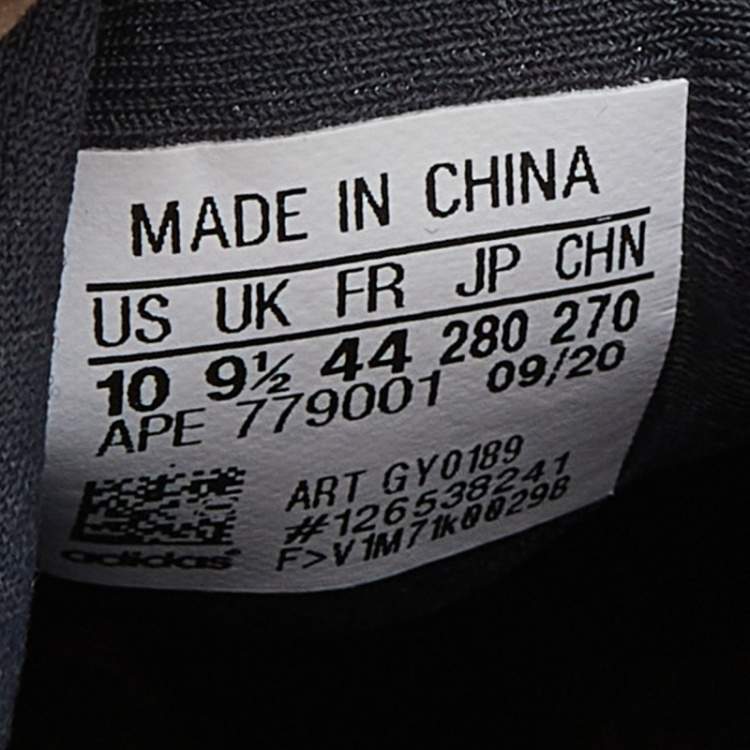 MADE IN CHINA
US UK FR JP CHN
10 9½ 44 280 270
APE 779001 09/20
ART GY0189
#126538241
F>V1M71k00298
adidas